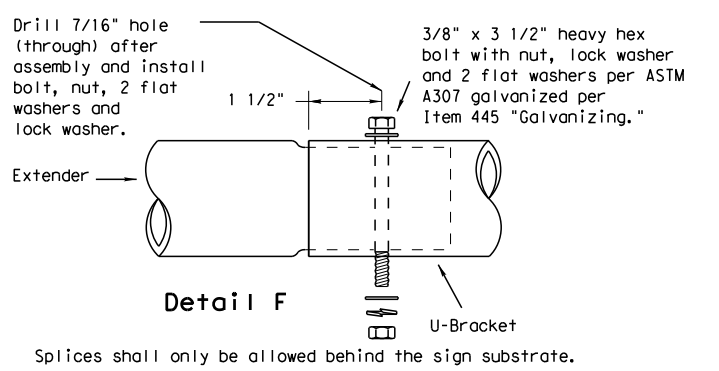 Drill 7/16" hole
(through) after
assembly and install
bolt, nut, 2 flat
washers and
lock washer.
3/8" x 3 1/2" heavy hex
bolt with nut, lock washer
and 2 flat washers per ASTM
A307 galvanized per
Item 445 "Galvanizing."
1 1/2"
Extender
Detail F
U-Bracket
Splices shall only be allowed behind the sign substrate.